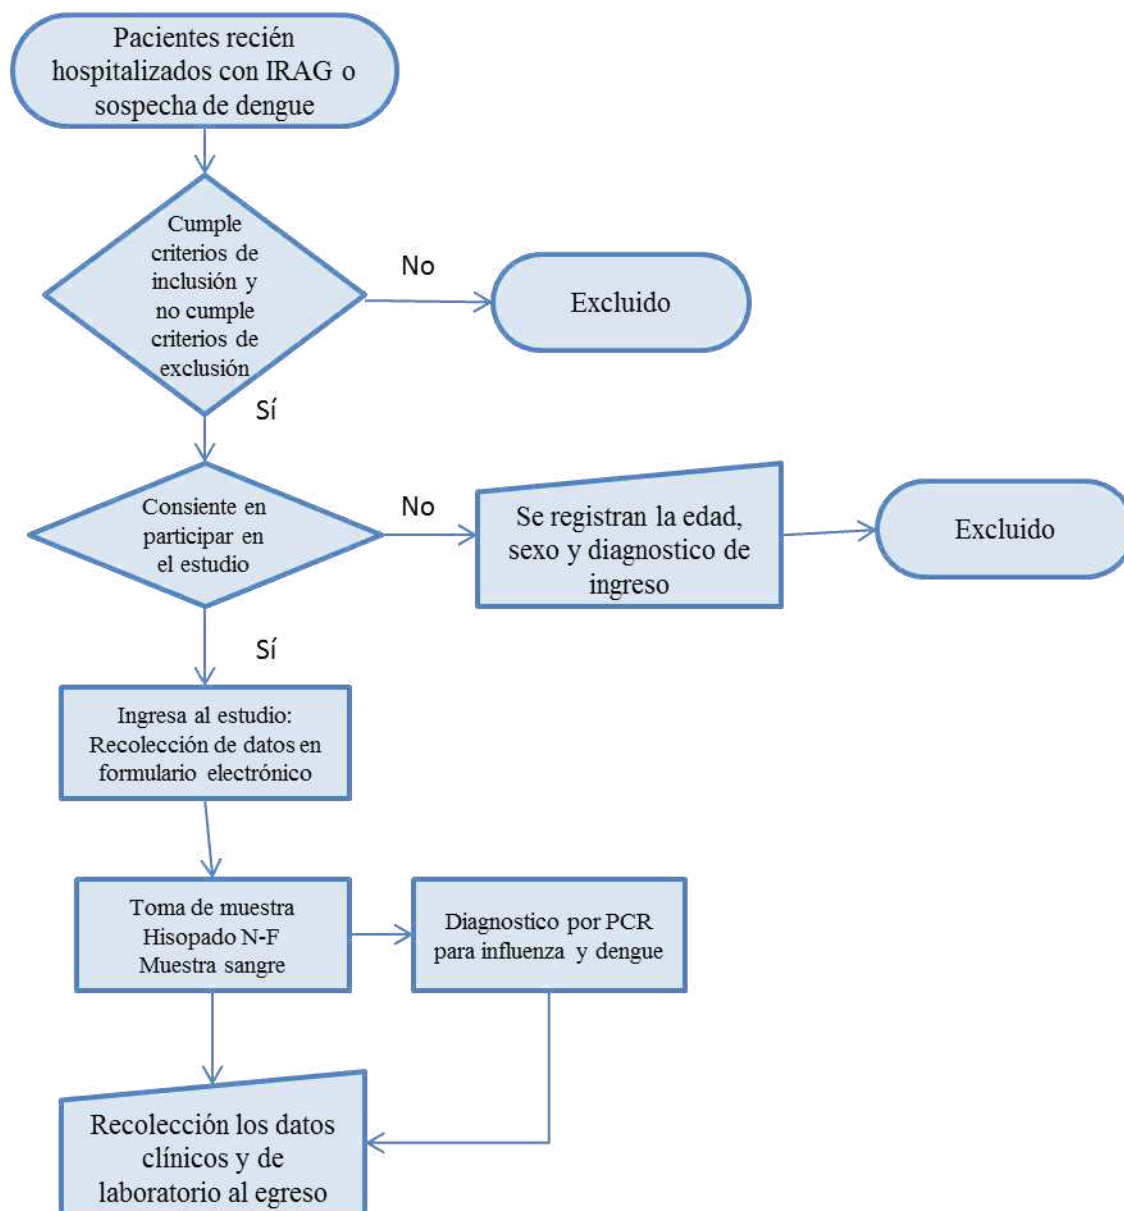 Pacientes recién
hospitalizados con IRAG o
sospecha de dengue
Cumple
criterios de
inclusión y
no cumple
criterios de
exclusión
No
Excluido
Sí
Consiente en
participar en
el estudio
No
Se registran la edad,
sexo y diagnostico de
ingreso
Excluido
Sí
Ingresa al estudio:
Recolección de datos en
formulario electrónico
Toma de muestra
Hisopado N-F
Muestra sangre
Diagnostico por PCR
para influenza y dengue
Recolección los datos
clínicos y de
laboratorio al egreso